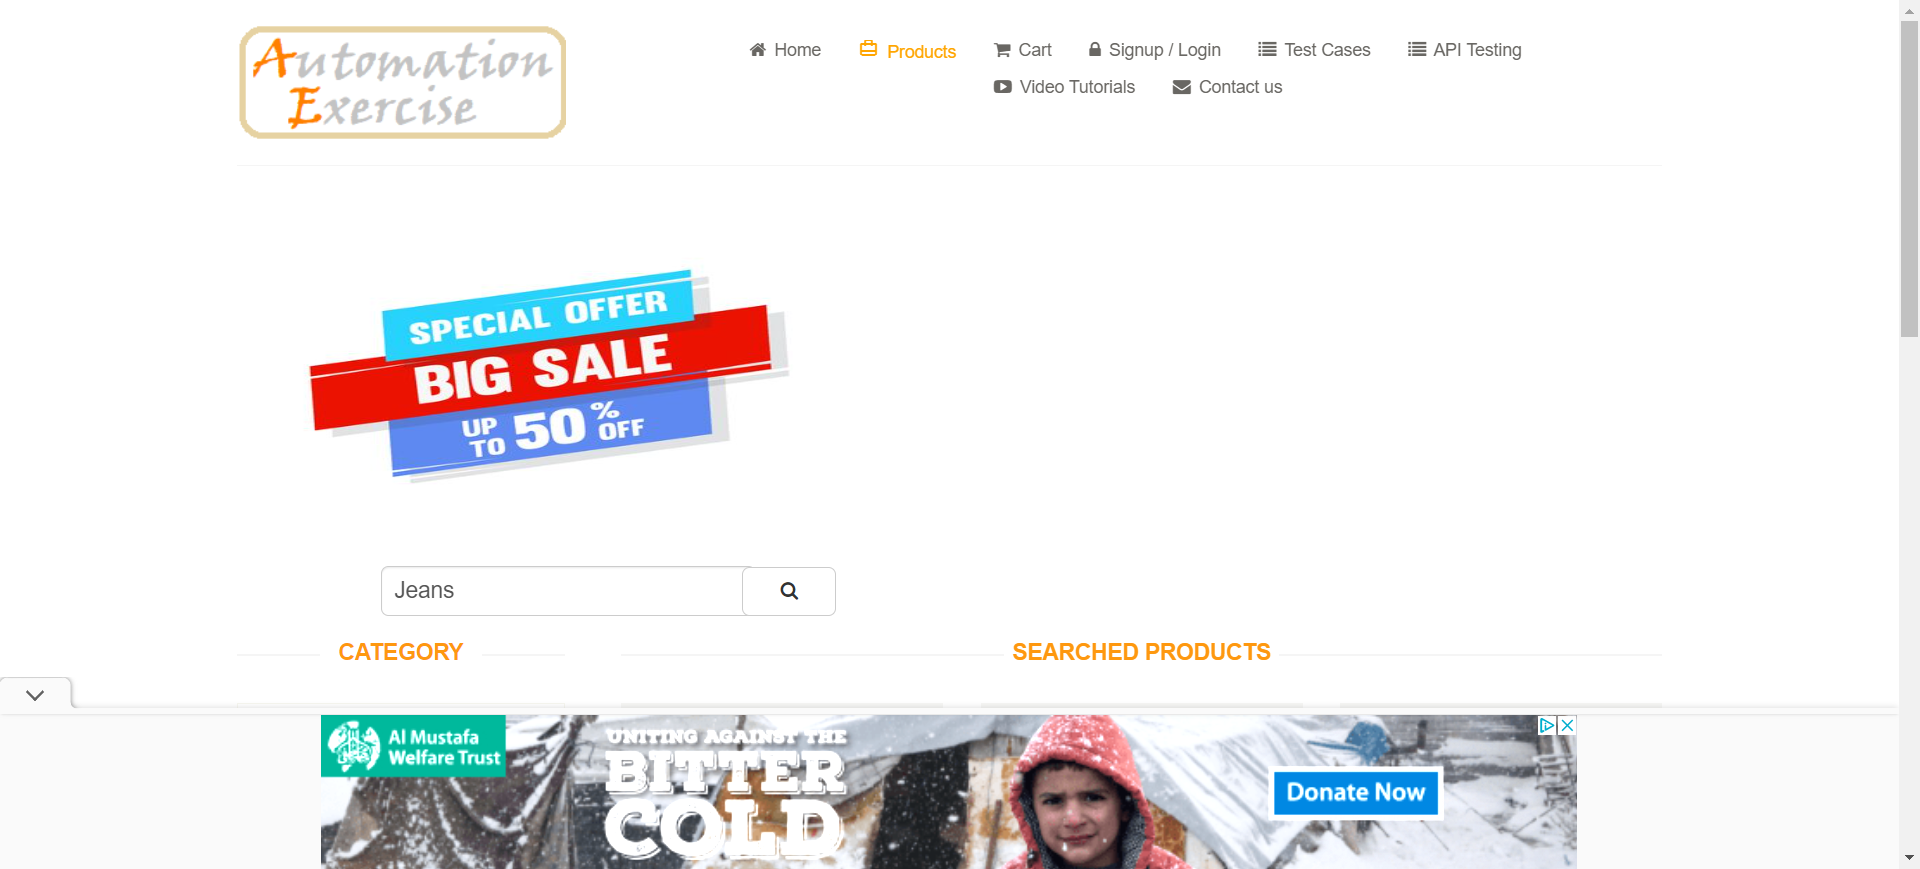 Automation
Exercise
Home
Products
Cart
Signup / Login
Test Cases
API Testing
Video Tutorials
Contact us
SPECIAL OFFER
BIG SALE
UP TO 50% OFF
Jeans
CATEGORY
SEARCHED PRODUCTS
Al Mustafa
Welfare Trust
UNITING AGAINST THE
BITTER
COLD
Donate Now